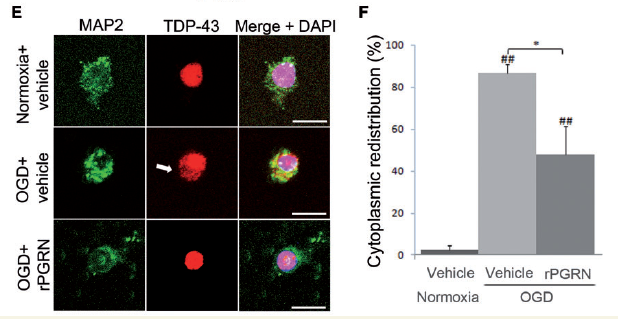 E
MAP2 TDP-43 Merge + DAPI
Normoxia+
vehicle
OGD+
vehicle
OGD+
rPGRN
F
Cytoplasmic redistribution (%)
100
80
60
40
20
0
*
##
##
Vehicle Vehicle rPGRN
Normoxia OGD